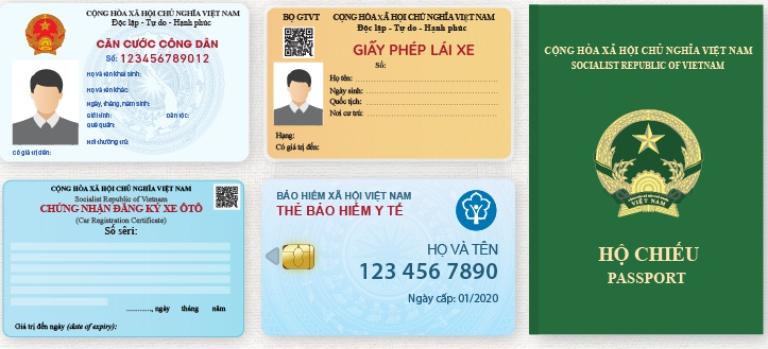 CỘNG HÒA XÃ HỘI CHỦ NGHĨA VIỆT NAM
Độc lập - Tự do - Hạnh phúc
CĂN CƯỚC CÔNG DÂN
Số: 123456789012
Họ và tên khai sinh:
Họ và tên khác:
Ngày, tháng, năm sinh:
Giới tính: Dân tộc:
Quê quán:
Nơi thường trú:
Có giá trị đến:
BỘ GTVT CỘNG HÒA XÃ HỘI CHỦ NGHĨA VIỆT NAM
Độc lập - Tự do - Hạnh phúc
GIẤY PHÉP LÁI XE
Số:
Họ tên:
Ngày sinh:
Quốc tịch:
Nơi cư trú:
Hạng:
Có giá trị đến:
CỘNG HÒA XÃ HỘI CHỦ NGHĨA VIỆT NAM
SOCIALIST REPUBLIC OF VIETNAM
VIỆT NAM
HỘ CHIẾU
PASSPORT
CỘNG HÒA XÃ HỘI CHỦ NGHĨA VIỆT NAM
Socialist Republic of Vietnam
CHỨNG NHẬN ĐĂNG KÝ XE ÔTÔ
(Car Registration Certificate)
Số sêri:
............, ngày tháng năm
Giá trị đến ngày (date of expiry):
BẢO HIỂM XÃ HỘI VIỆT NAM
THẺ BẢO HIỂM Y TẾ
HỌ VÀ TÊN
123 456 7890
Ngày cấp: 01/2020